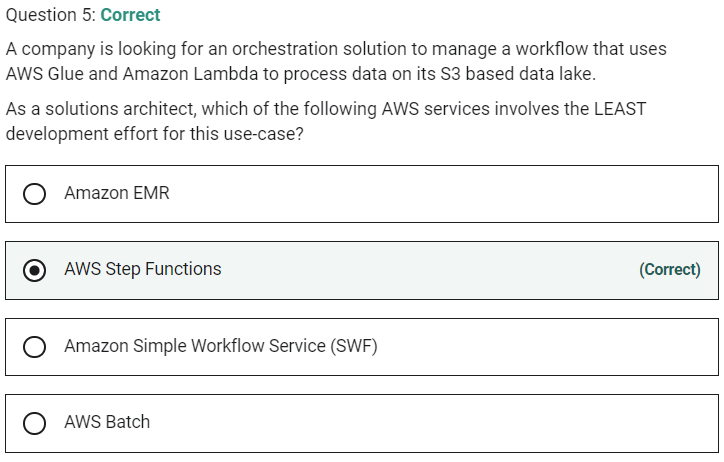 Question 5: Correct
A company is looking for an orchestration solution to manage a workflow that uses
AWS Glue and Amazon Lambda to process data on its S3 based data lake.
As a solutions architect, which of the following AWS services involves the LEAST
development effort for this use-case?
Amazon EMR
AWS Step Functions (Correct)
Amazon Simple Workflow Service (SWF)
AWS Batch